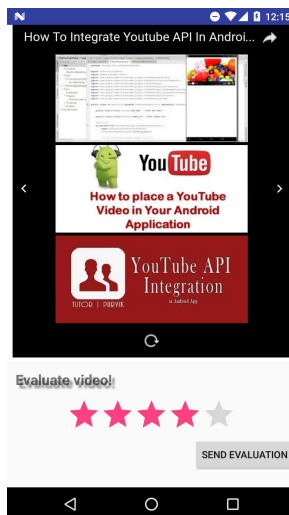 12:15
How To Integrate Youtube API In Androi...
YouTube
How to place a YouTube
Video in Your Android
Application
YouTube API
Integration
in Android App
TUTOR | PURVIK
Evaluate video!
SEND EVALUATION